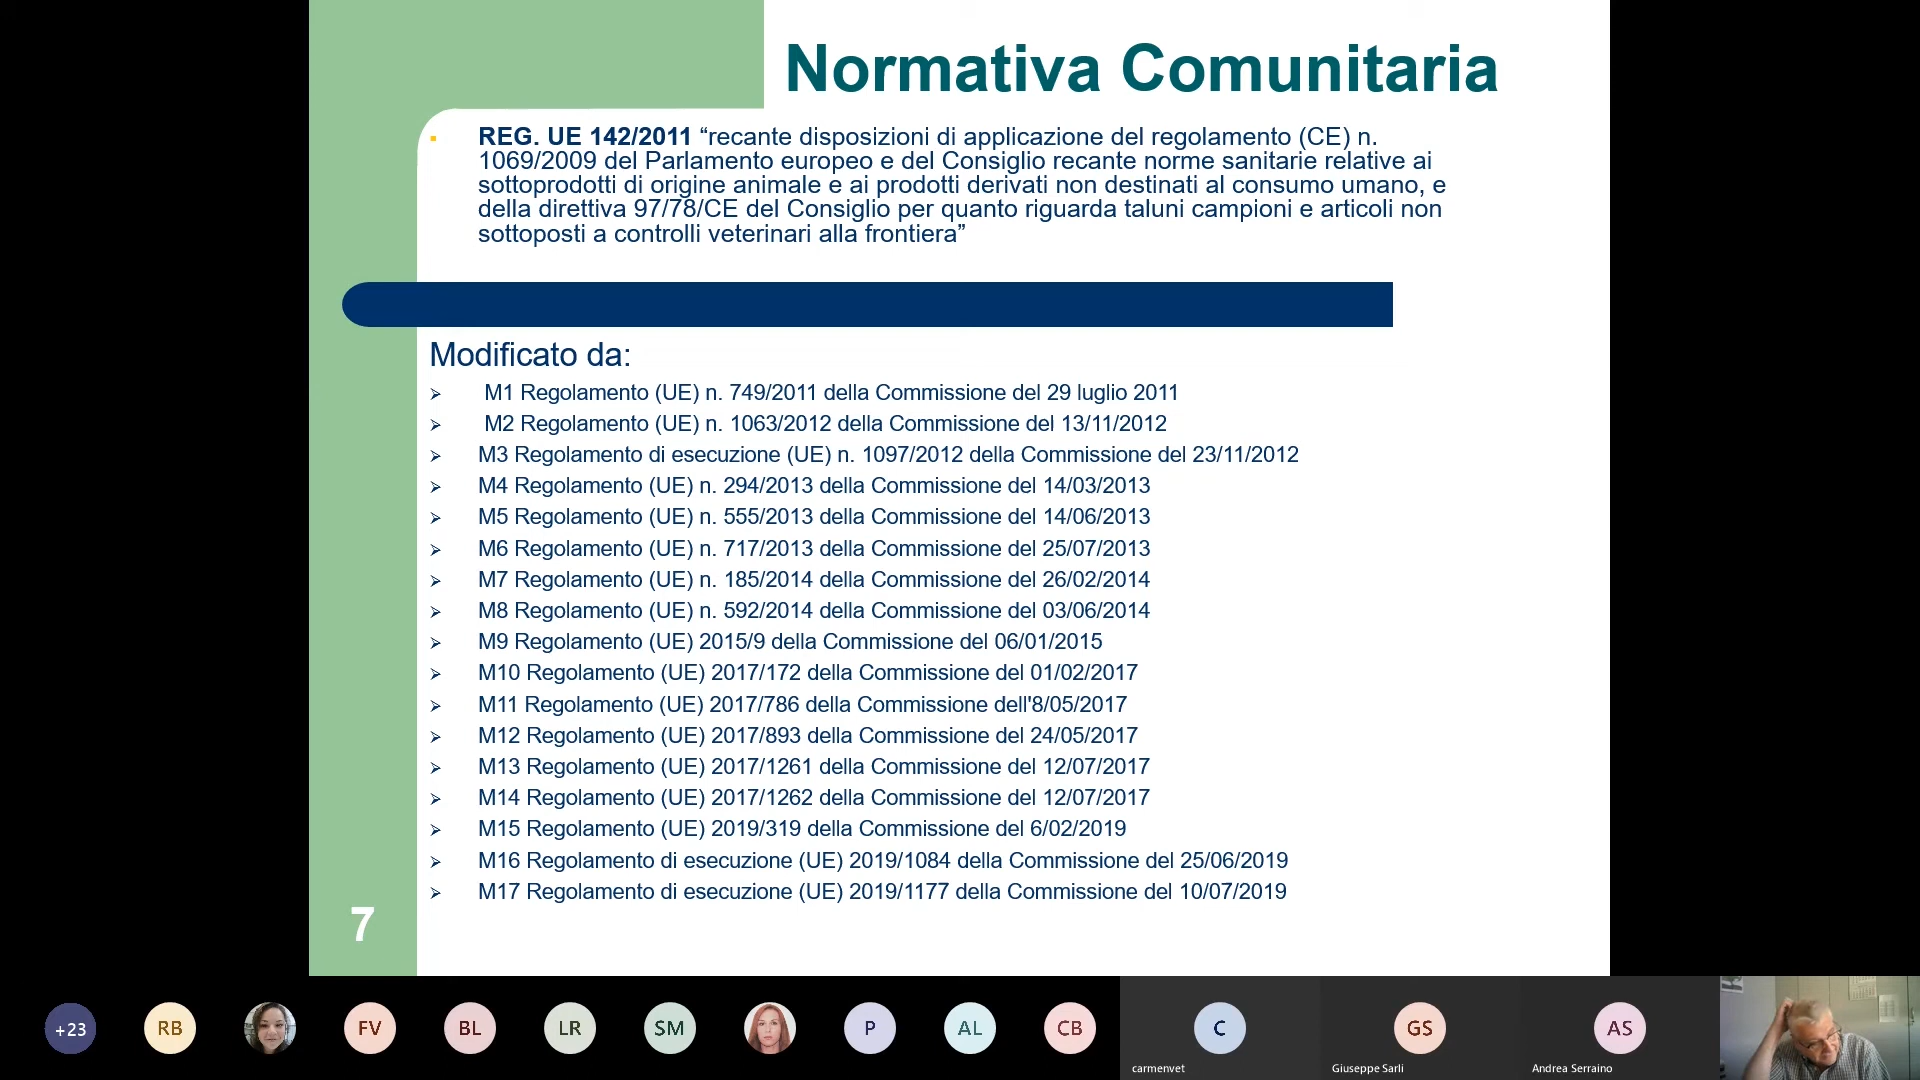 Normativa Comunitaria
REG. UE 142/2011 “recante disposizioni di applicazione del regolamento (CE) n.
1069/2009 del Parlamento europeo e del Consiglio recante norme sanitarie relative ai
sottoprodotti di origine animale e ai prodotti derivati non destinati al consumo umano, e
della direttiva 97/78/CE del Consiglio per quanto riguarda taluni campioni e articoli non
sottoposti a controlli veterinari alla frontiera”
Modificato da:
M1 Regolamento (UE) n. 749/2011 della Commissione del 29 luglio 2011
M2 Regolamento (UE) n. 1063/2012 della Commissione del 13/11/2012
M3 Regolamento di esecuzione (UE) n. 1097/2012 della Commissione del 23/11/2012
M4 Regolamento (UE) n. 294/2013 della Commissione del 14/03/2013
M5 Regolamento (UE) n. 555/2013 della Commissione del 14/06/2013
M6 Regolamento (UE) n. 717/2013 della Commissione del 25/07/2013
M7 Regolamento (UE) n. 185/2014 della Commissione del 26/02/2014
M8 Regolamento (UE) n. 592/2014 della Commissione del 03/06/2014
M9 Regolamento (UE) 2015/9 della Commissione del 06/01/2015
M10 Regolamento (UE) 2017/172 della Commissione del 01/02/2017
M11 Regolamento (UE) 2017/786 della Commissione dell'8/05/2017
M12 Regolamento (UE) 2017/893 della Commissione del 24/05/2017
M13 Regolamento (UE) 2017/1261 della Commissione del 12/07/2017
M14 Regolamento (UE) 2017/1262 della Commissione del 12/07/2017
M15 Regolamento (UE) 2019/319 della Commissione del 6/02/2019
M16 Regolamento di esecuzione (UE) 2019/1084 della Commissione del 25/06/2019
M17 Regolamento di esecuzione (UE) 2019/1177 della Commissione del 10/07/2019
7
+23 RB FV BL LR SM P AL CB C GS AS
carmenvet Giuseppe Sarli Andrea Serraino